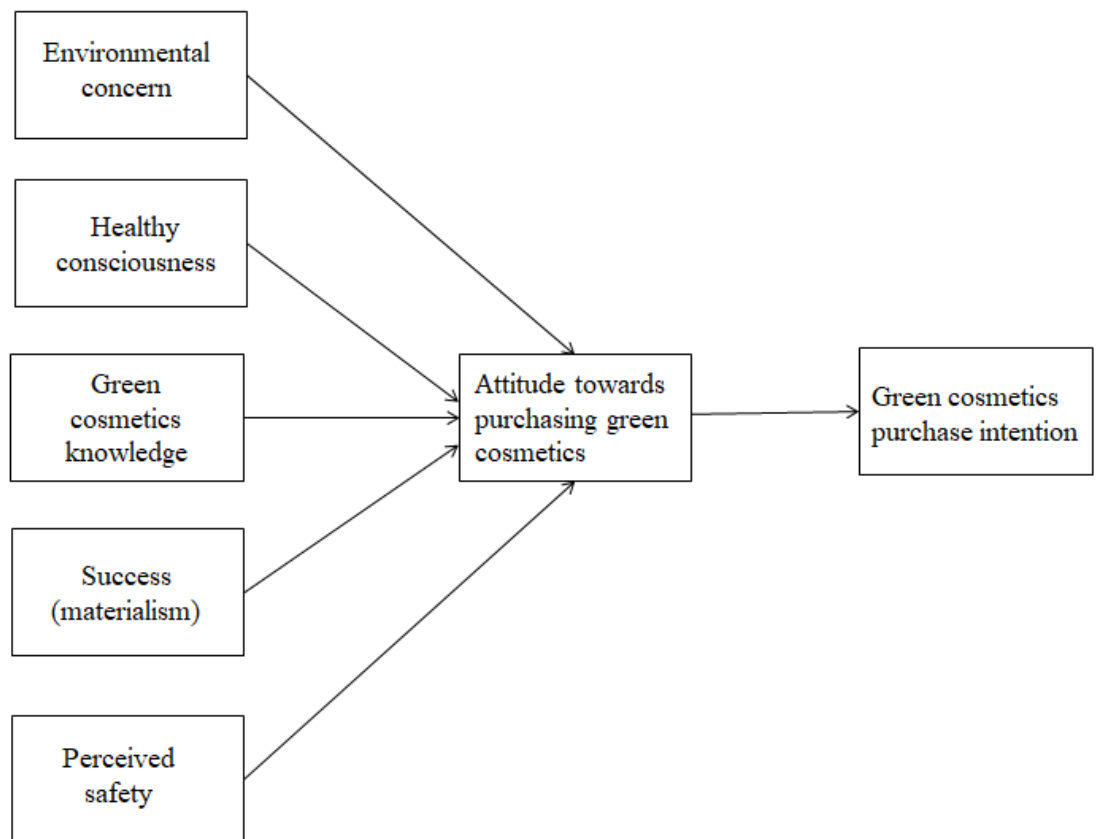 Environmental
concern
Healthy
consciousness
Green
cosmetics
knowledge
Attitude towards
purchasing green
cosmetics
Green cosmetics
purchase intention
Success
(materialism)
Perceived
safety